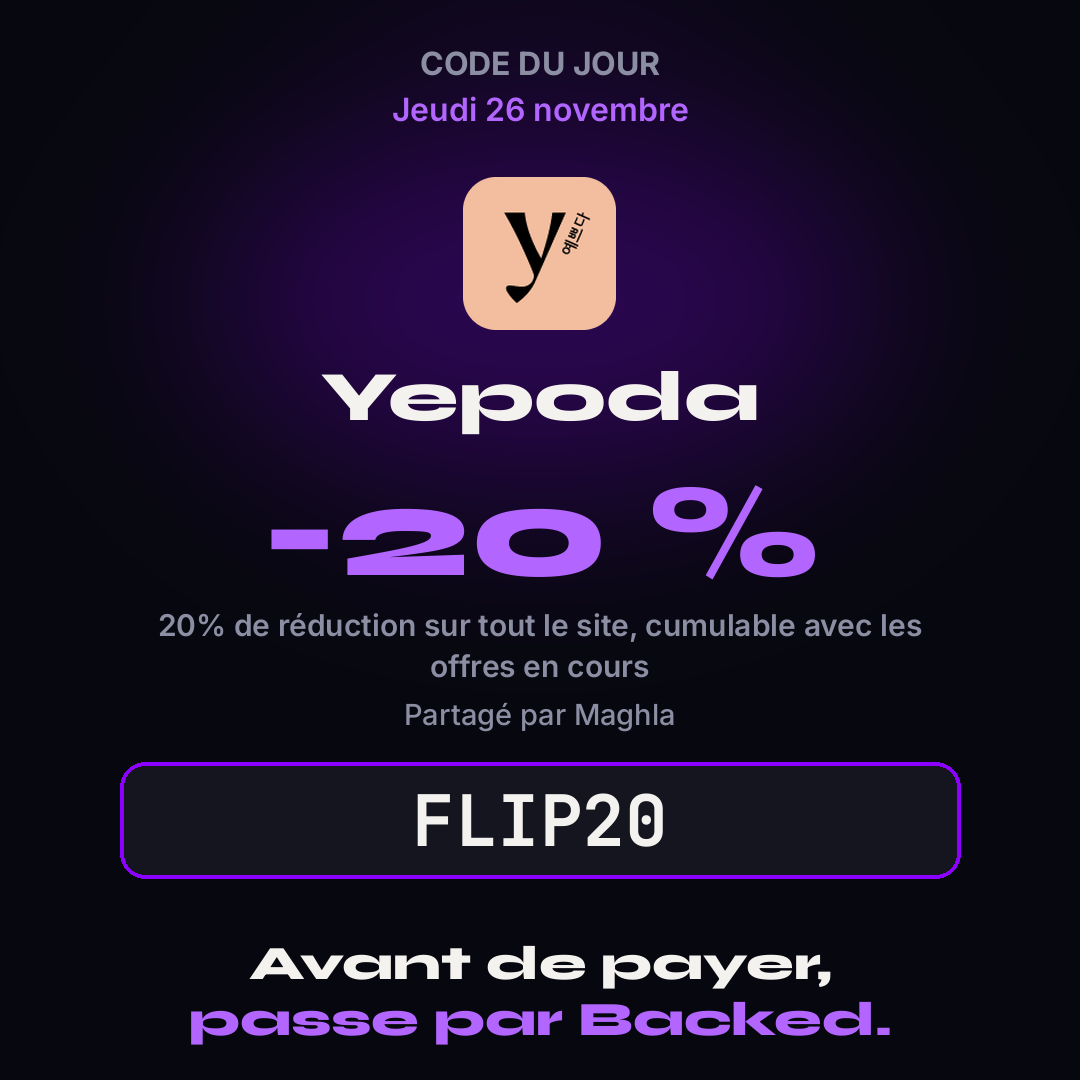 CODE DU JOUR
Jeudi 26 novembre
y 예쁘다
Yepoda
-20 %
20% de réduction sur tout le site, cumulable avec les
offres en cours
Partagé par Maghla
FLIP20
Avant de payer,
passe par Backed.